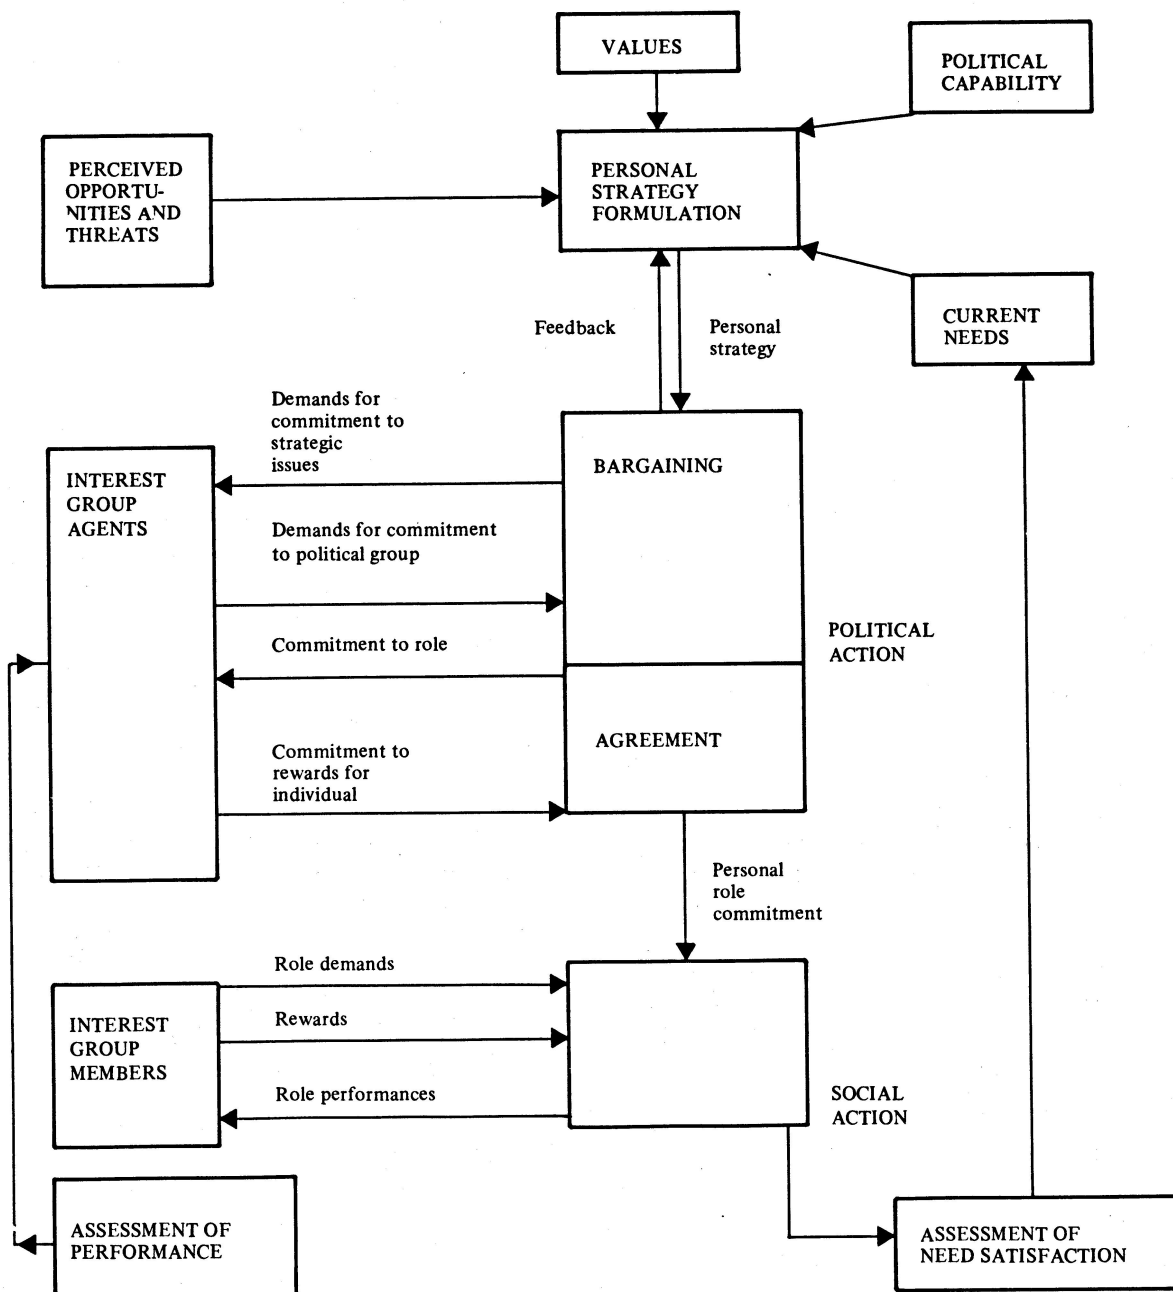 VALUES
POLITICAL
CAPABILITY
PERCEIVED
OPPORTU-
NITIES AND
THREATS
PERSONAL
STRATEGY
FORMULATION
CURRENT
NEEDS
Feedback
Personal
strategy
Demands for
commitment to
strategic
issues
INTEREST
GROUP
AGENTS
BARGAINING
Demands for commitment
to political group
Commitment to role
POLITICAL
ACTION
AGREEMENT
Commitment to
rewards for
individual
Personal
role
commitment
Role demands
INTEREST
GROUP
MEMBERS
Rewards
Role performances
SOCIAL
ACTION
ASSESSMENT OF
PERFORMANCE
ASSESSMENT OF
NEED SATISFACTION